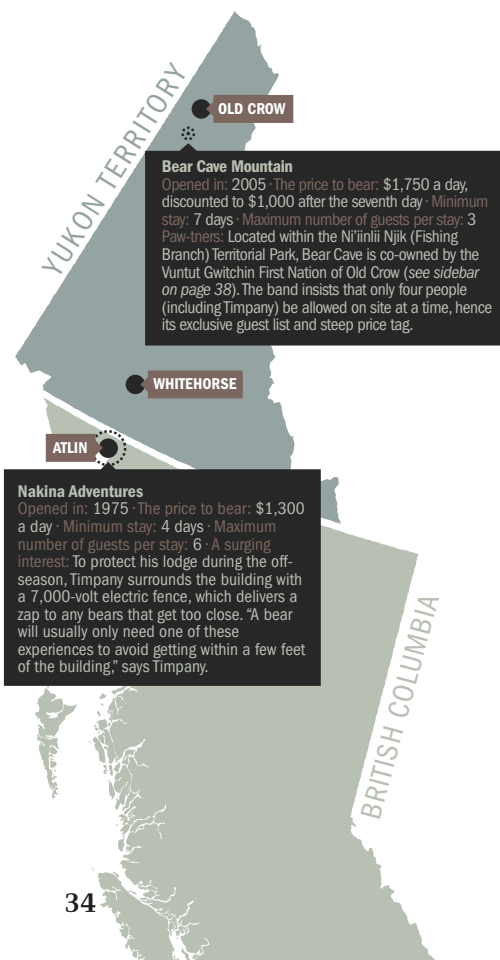 YUKON TERRITORY
OLD CROW
Bear Cave Mountain
Opened in: 2005 · The price to bear: $1,750 a day,
discounted to $1,000 after the seventh day · Minimum
stay: 7 days · Maximum number of guests per stay: 3
Paw-tners: Located within the Ni’iinlii Njik (Fishing
Branch) Territorial Park, Bear Cave is co-owned by the
Vuntut Gwitchin First Nation of Old Crow (see sidebar
on page 38). The band insists that only four people
(including Timpany) be allowed on site at a time, hence
its exclusive guest list and steep price tag.
WHITEHORSE
ATLIN
Nakina Adventures
Opened in: 1975 · The price to bear: $1,300
a day · Minimum stay: 4 days · Maximum
number of guests per stay: 6 · A surging
interest: To protect his lodge during the off-
season, Timpany surrounds the building with
a 7,000-volt electric fence, which delivers a
zap to any bears that get too close. “A bear
will usually only need one of these
experiences to avoid getting within a few feet
of the building,” says Timpany.
BRITISH COLUMBIA
34